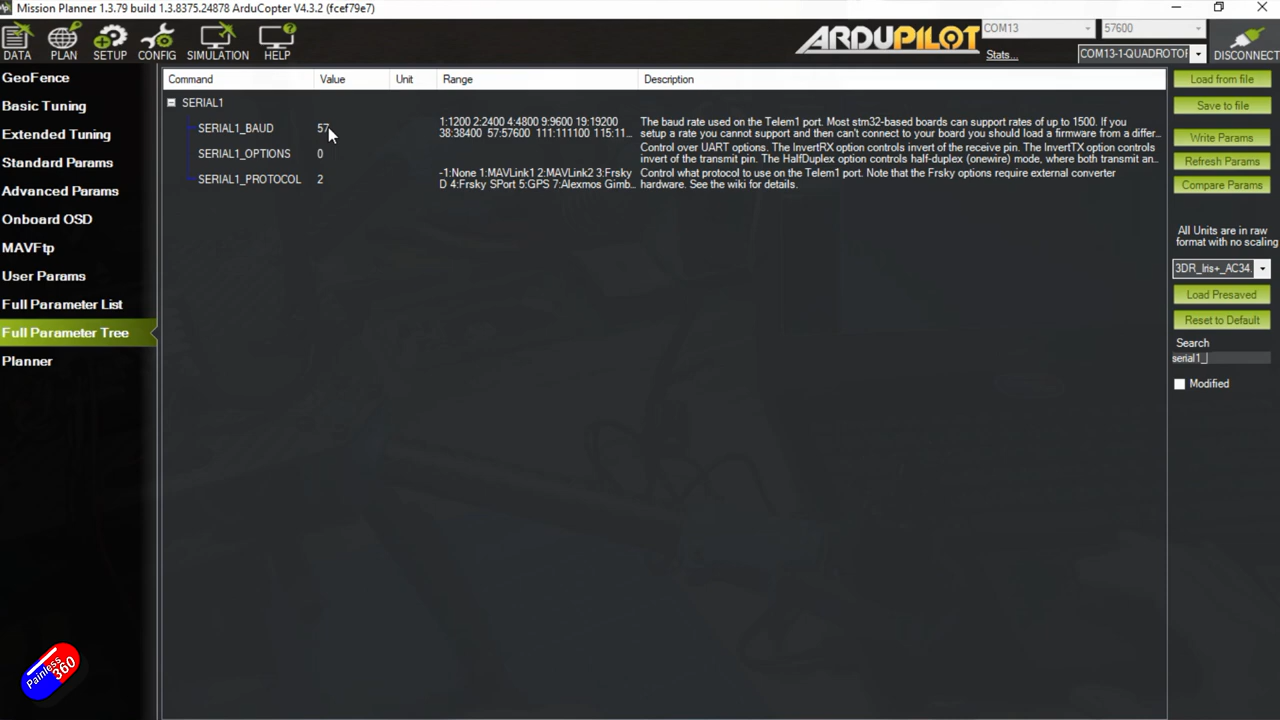 Mission Planner 1.3.79 build 1.3.8375.24878 ArduCopter V4.3.2 (fcef79e7)
DATA
PLAN
SETUP
CONFIG
SIMULATION
HELP
ARDUPILOT
COM13
57600
Stats...
COM13-1-QUADROTOR
DISCONNECT
GeoFence
Basic Tuning
Extended Tuning
Standard Params
Advanced Params
Onboard OSD
MAVFtp
User Params
Full Parameter List
Full Parameter Tree
Planner
Command Value Unit Range Description
SERIAL1
SERIAL1_BAUD 57 1:1200 2:2400 4:4800 9:9600 19:19200 The baud rate used on the Telem1 port. Most stm32-based boards can support rates of up to 1500. If you
38:38400 57:57600 111:111100 115:11... setup a rate you cannot support and then can't connect to your board you should load a firmware from a differ...
SERIAL1_OPTIONS 0 Control over UART options. The InvertRX option controls invert of the receive pin. The InvertTX option controls
invert of the transmit pin. The HalfDuplex option controls half-duplex (onewire) mode, where both transmit an...
SERIAL1_PROTOCOL 2 -1:None 1:MAVLink1 2:MAVLink2 3:Frsky Control what protocol to use on the Telem1 port. Note that the Frsky options require external converter
D 4:Frsky SPort 5:GPS 7:Alexmos Gimb... hardware. See the wiki for details.
Load from file
Save to file
Write Params
Refresh Params
Compare Params
All Units are in raw
format with no scaling
3DR_Iris+_AC34.
Load Presaved
Reset to Default
Search
serial1_
Modified
Painless
360